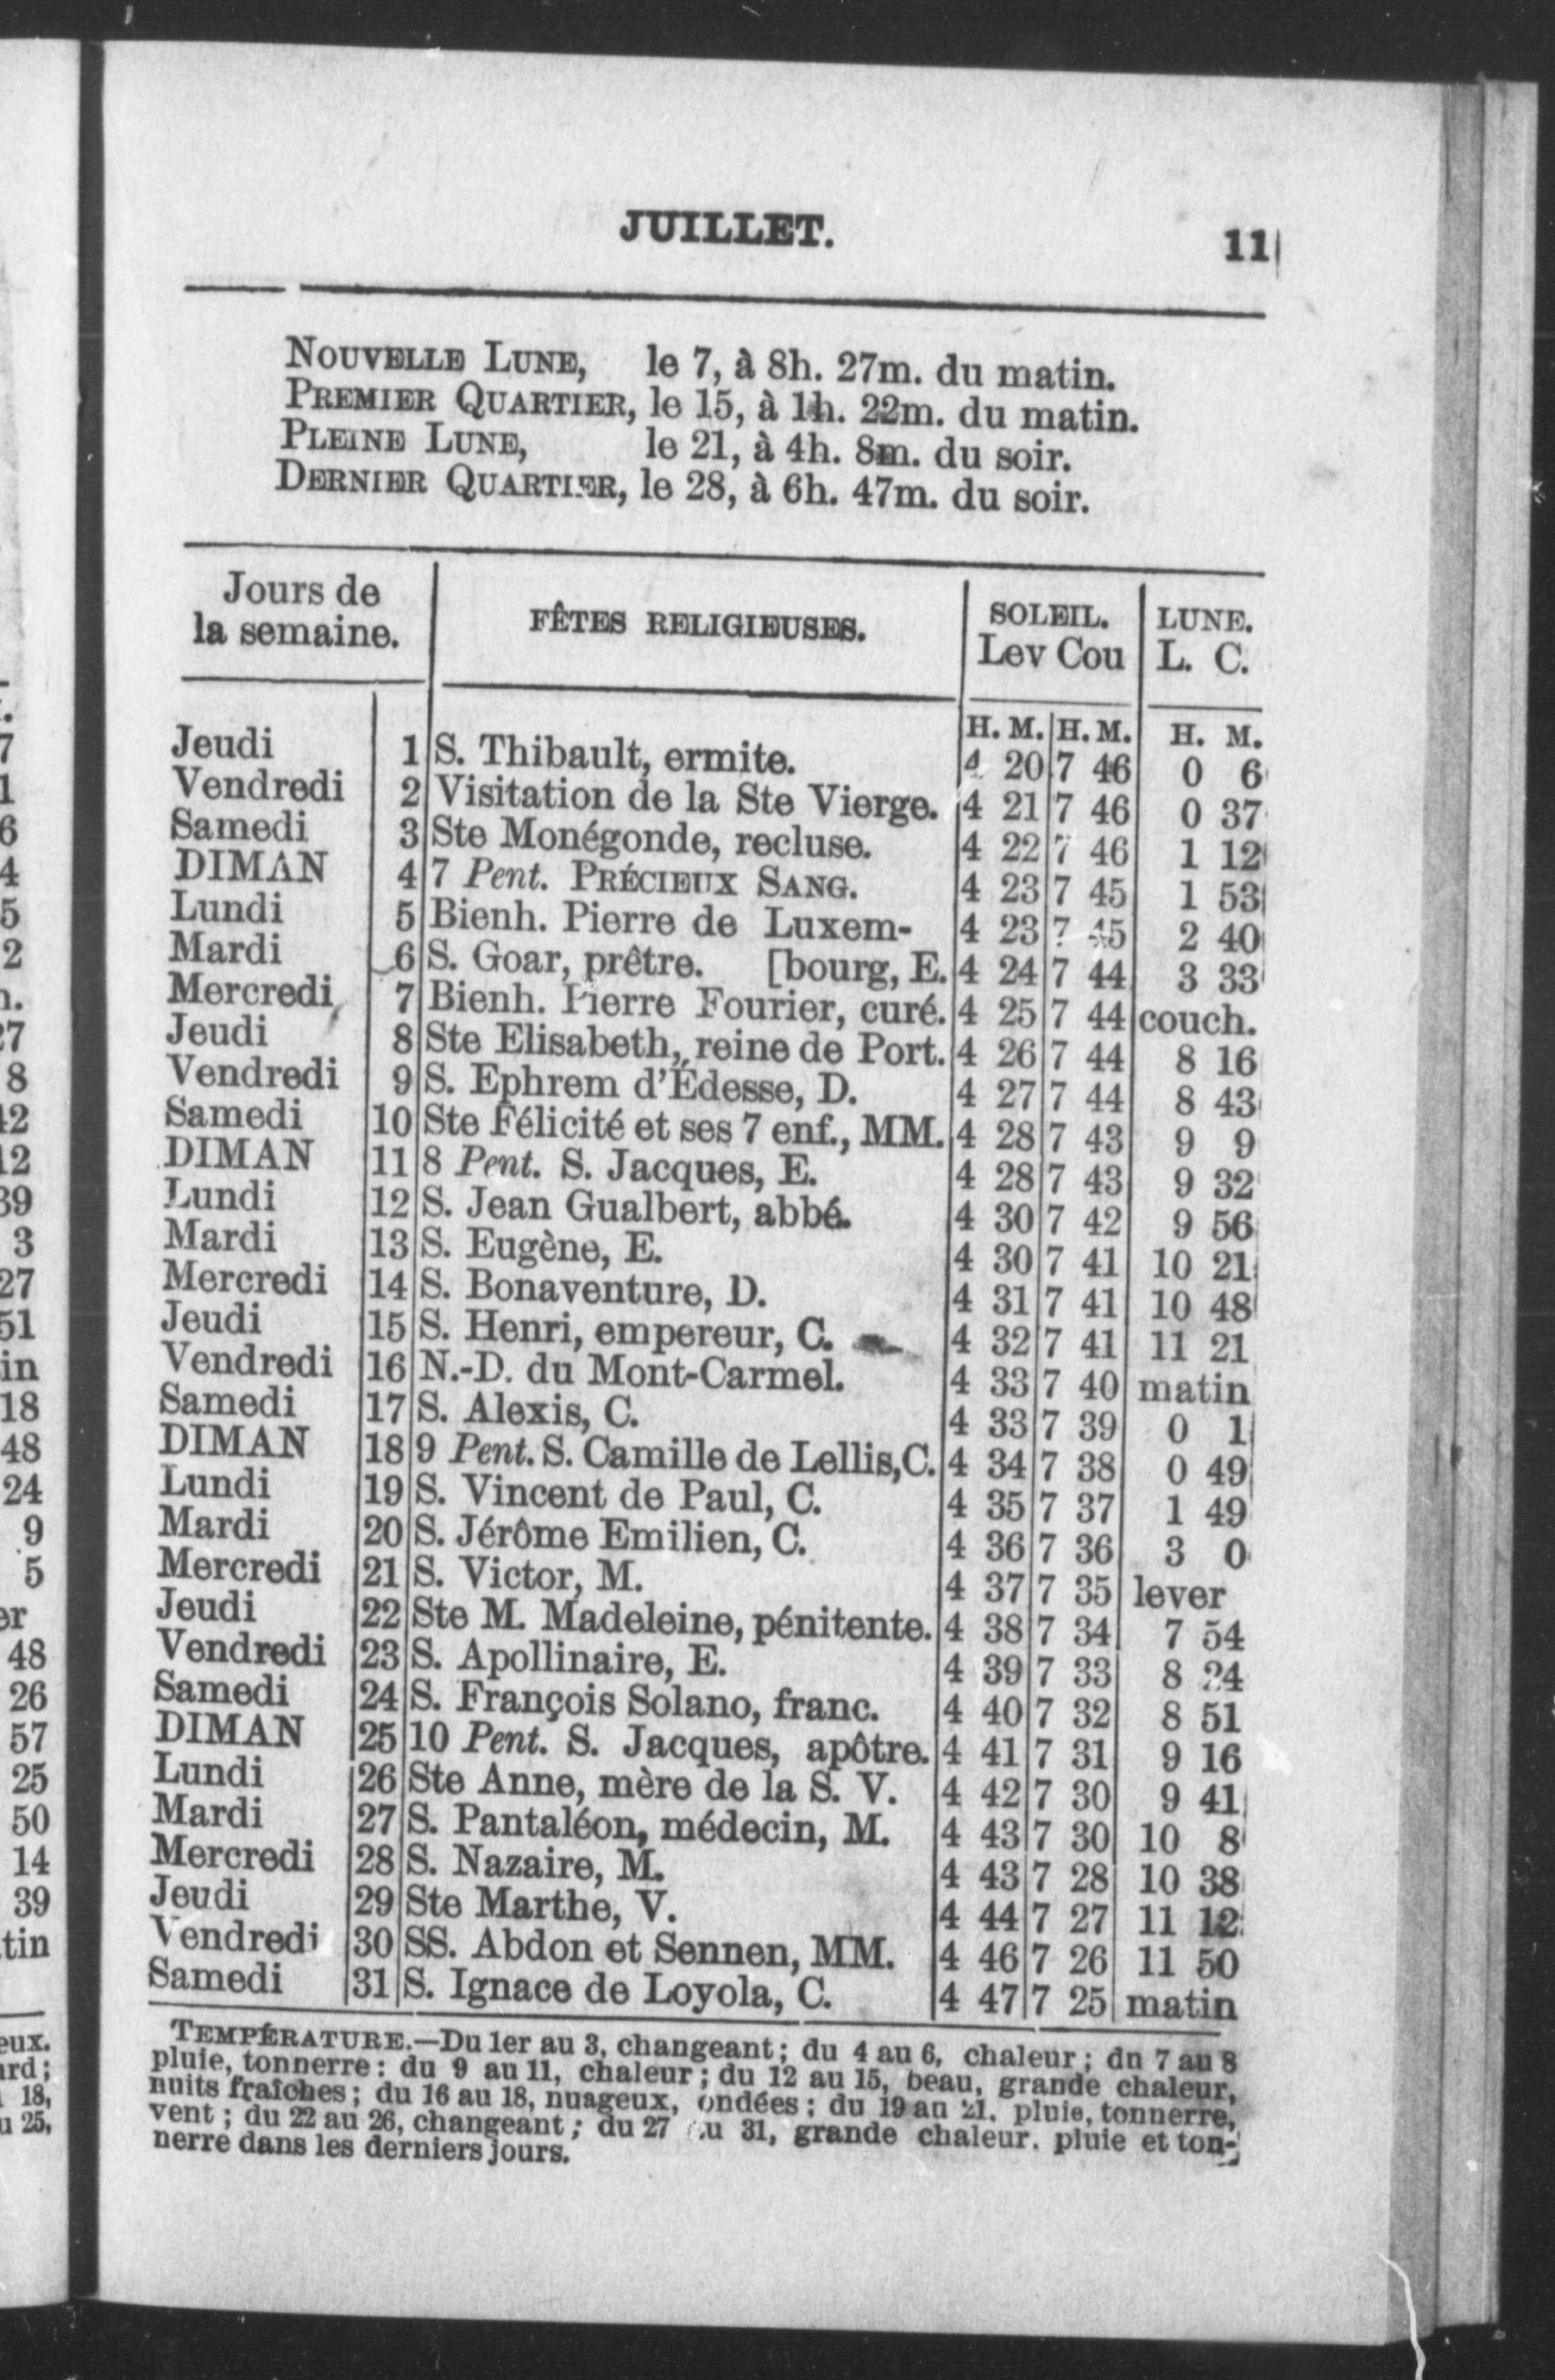 JUILLET. 11
NOUVELLE LUNE, le 7, à 8h. 27m. du matin.
PREMIER QUARTIER, le 15, à 1h. 22m. du matin.
PLEINE LUNE, le 21, à 4h. 8m. du soir.
DERNIER QUARTIER, le 28, à 6h. 47m. du soir.
Jours de la semaine. FÊTES RELIGIEUSES. SOLEIL. LUNE.
Lev Cou L. C.
H. M. H. M. H. M.
Jeudi 1 S. Thibault, ermite. 4 20 7 46 0 6
Vendredi 2 Visitation de la Ste Vierge. 4 21 7 46 0 37
Samedi 3 Ste Monégonde, recluse. 4 22 7 46 1 12
DIMAN 4 7 Pent. PRÉCIEUX SANG. 4 23 7 45 1 53
Lundi 5 Bienh. Pierre de Luxem- 4 23 7 45 2 40
Mardi 6 S. Goar, prêtre. [bourg, E. 4 24 7 44 3 33
Mercredi 7 Bienh. Pierre Fourier, curé. 4 25 7 44 couch.
Jeudi 8 Ste Elisabeth, reine de Port. 4 26 7 44 8 16
Vendredi 9 S. Ephrem d'Édesse, D. 4 27 7 44 8 43
Samedi 10 Ste Félicité et ses 7 enf., MM. 4 28 7 43 9 9
DIMAN 11 8 Pent. S. Jacques, E. 4 28 7 43 9 32
Lundi 12 S. Jean Gualbert, abbé. 4 30 7 42 9 56
Mardi 13 S. Eugène, E. 4 30 7 41 10 21
Mercredi 14 S. Bonaventure, D. 4 31 7 41 10 48
Jeudi 15 S. Henri, empereur, C. 4 32 7 41 11 21
Vendredi 16 N.-D. du Mont-Carmel. 4 33 7 40 matin
Samedi 17 S. Alexis, C. 4 33 7 39 0 1
DIMAN 18 9 Pent. S. Camille de Lellis, C. 4 34 7 38 0 49
Lundi 19 S. Vincent de Paul, C. 4 35 7 37 1 49
Mardi 20 S. Jérôme Emilien, C. 4 36 7 36 3 0
Mercredi 21 S. Victor, M. 4 37 7 35 lever
Jeudi 22 Ste M. Madeleine, pénitente. 4 38 7 34 7 54
Vendredi 23 S. Apollinaire, E. 4 39 7 33 8 24
Samedi 24 S. François Solano, franc. 4 40 7 32 8 51
DIMAN 25 10 Pent. S. Jacques, apôtre. 4 41 7 31 9 16
Lundi 26 Ste Anne, mère de la S. V. 4 42 7 30 9 41
Mardi 27 S. Pantaléon, médecin, M. 4 43 7 30 10 8
Mercredi 28 S. Nazaire, M. 4 43 7 28 10 38
Jeudi 29 Ste Marthe, V. 4 44 7 27 11 12
Vendredi 30 SS. Abdon et Sennen, MM. 4 46 7 26 11 50
Samedi 31 S. Ignace de Loyola, C. 4 47 7 25 matin
TEMPÉRATURE.—Du 1er au 3, changeant; du 4 au 6, chaleur; dn 7 au 8
pluie, tonnerre: du 9 au 11, chaleur; du 12 au 15, beau, grande chaleur,
nuits fraîches; du 16 au 18, nuageux, ondées; du 19 au 21, pluie, tonnerre,
vent; du 22 au 26, changeant; du 27 au 31, grande chaleur, pluie et ton-
nerre dans les derniers jours.